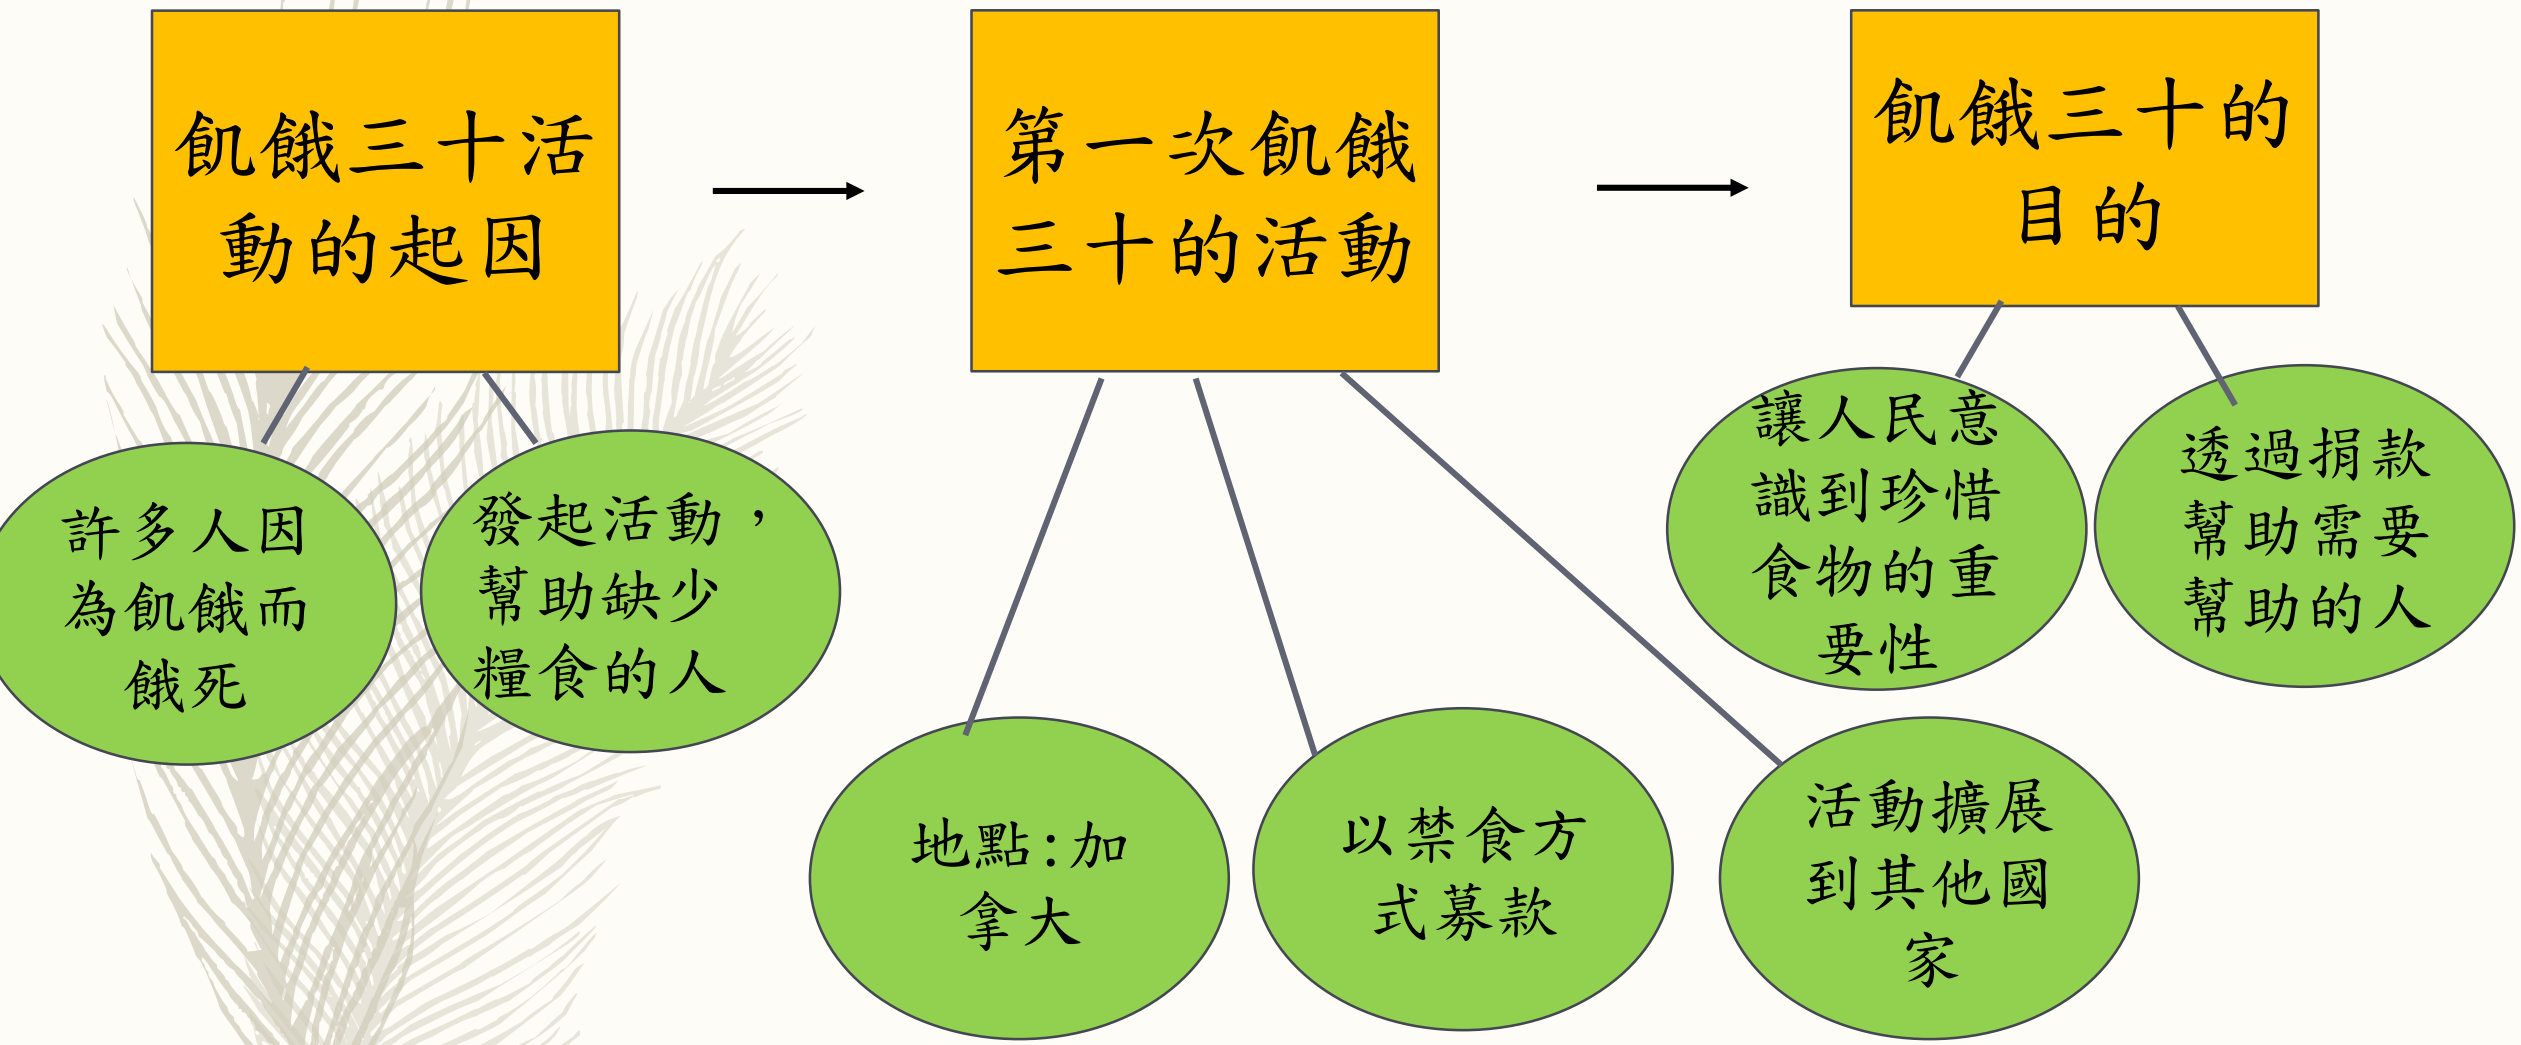 飢餓三十活
動的起因
第一次飢餓
三十的活動
飢餓三十的
目的
許多人因
為飢餓而
餓死
發起活動，
幫助缺少
糧食的人
地點:加
拿大
以禁食方
式募款
活動擴展
到其他國
家
讓人民意
識到珍惜
食物的重
要性
透過捐款
幫助需要
幫助的人